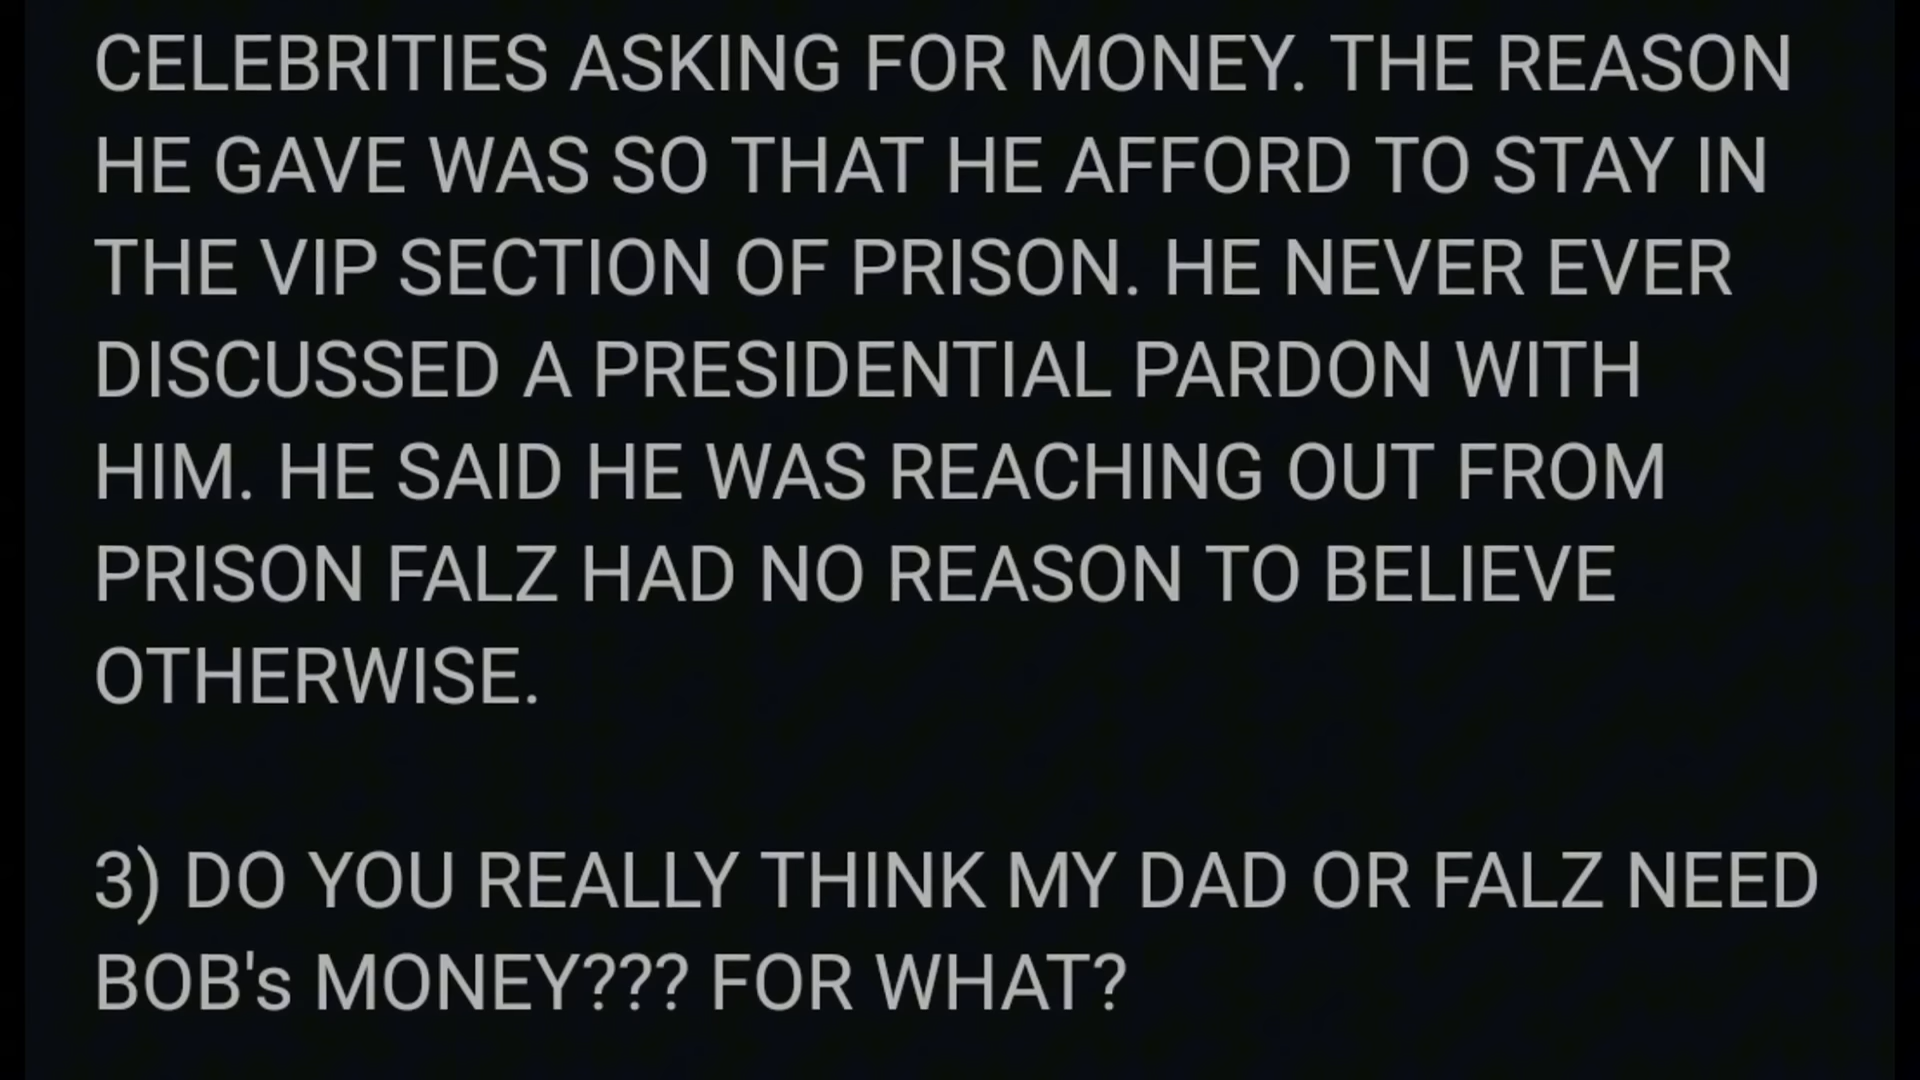 CELEBRITIES ASKING FOR MONEY. THE REASON
HE GAVE WAS SO THAT HE AFFORD TO STAY IN
THE VIP SECTION OF PRISON. HE NEVER EVER
DISCUSSED A PRESIDENTIAL PARDON WITH
HIM. HE SAID HE WAS REACHING OUT FROM
PRISON FALZ HAD NO REASON TO BELIEVE
OTHERWISE.
3) DO YOU REALLY THINK MY DAD OR FALZ NEED
BOB's MONEY??? FOR WHAT?